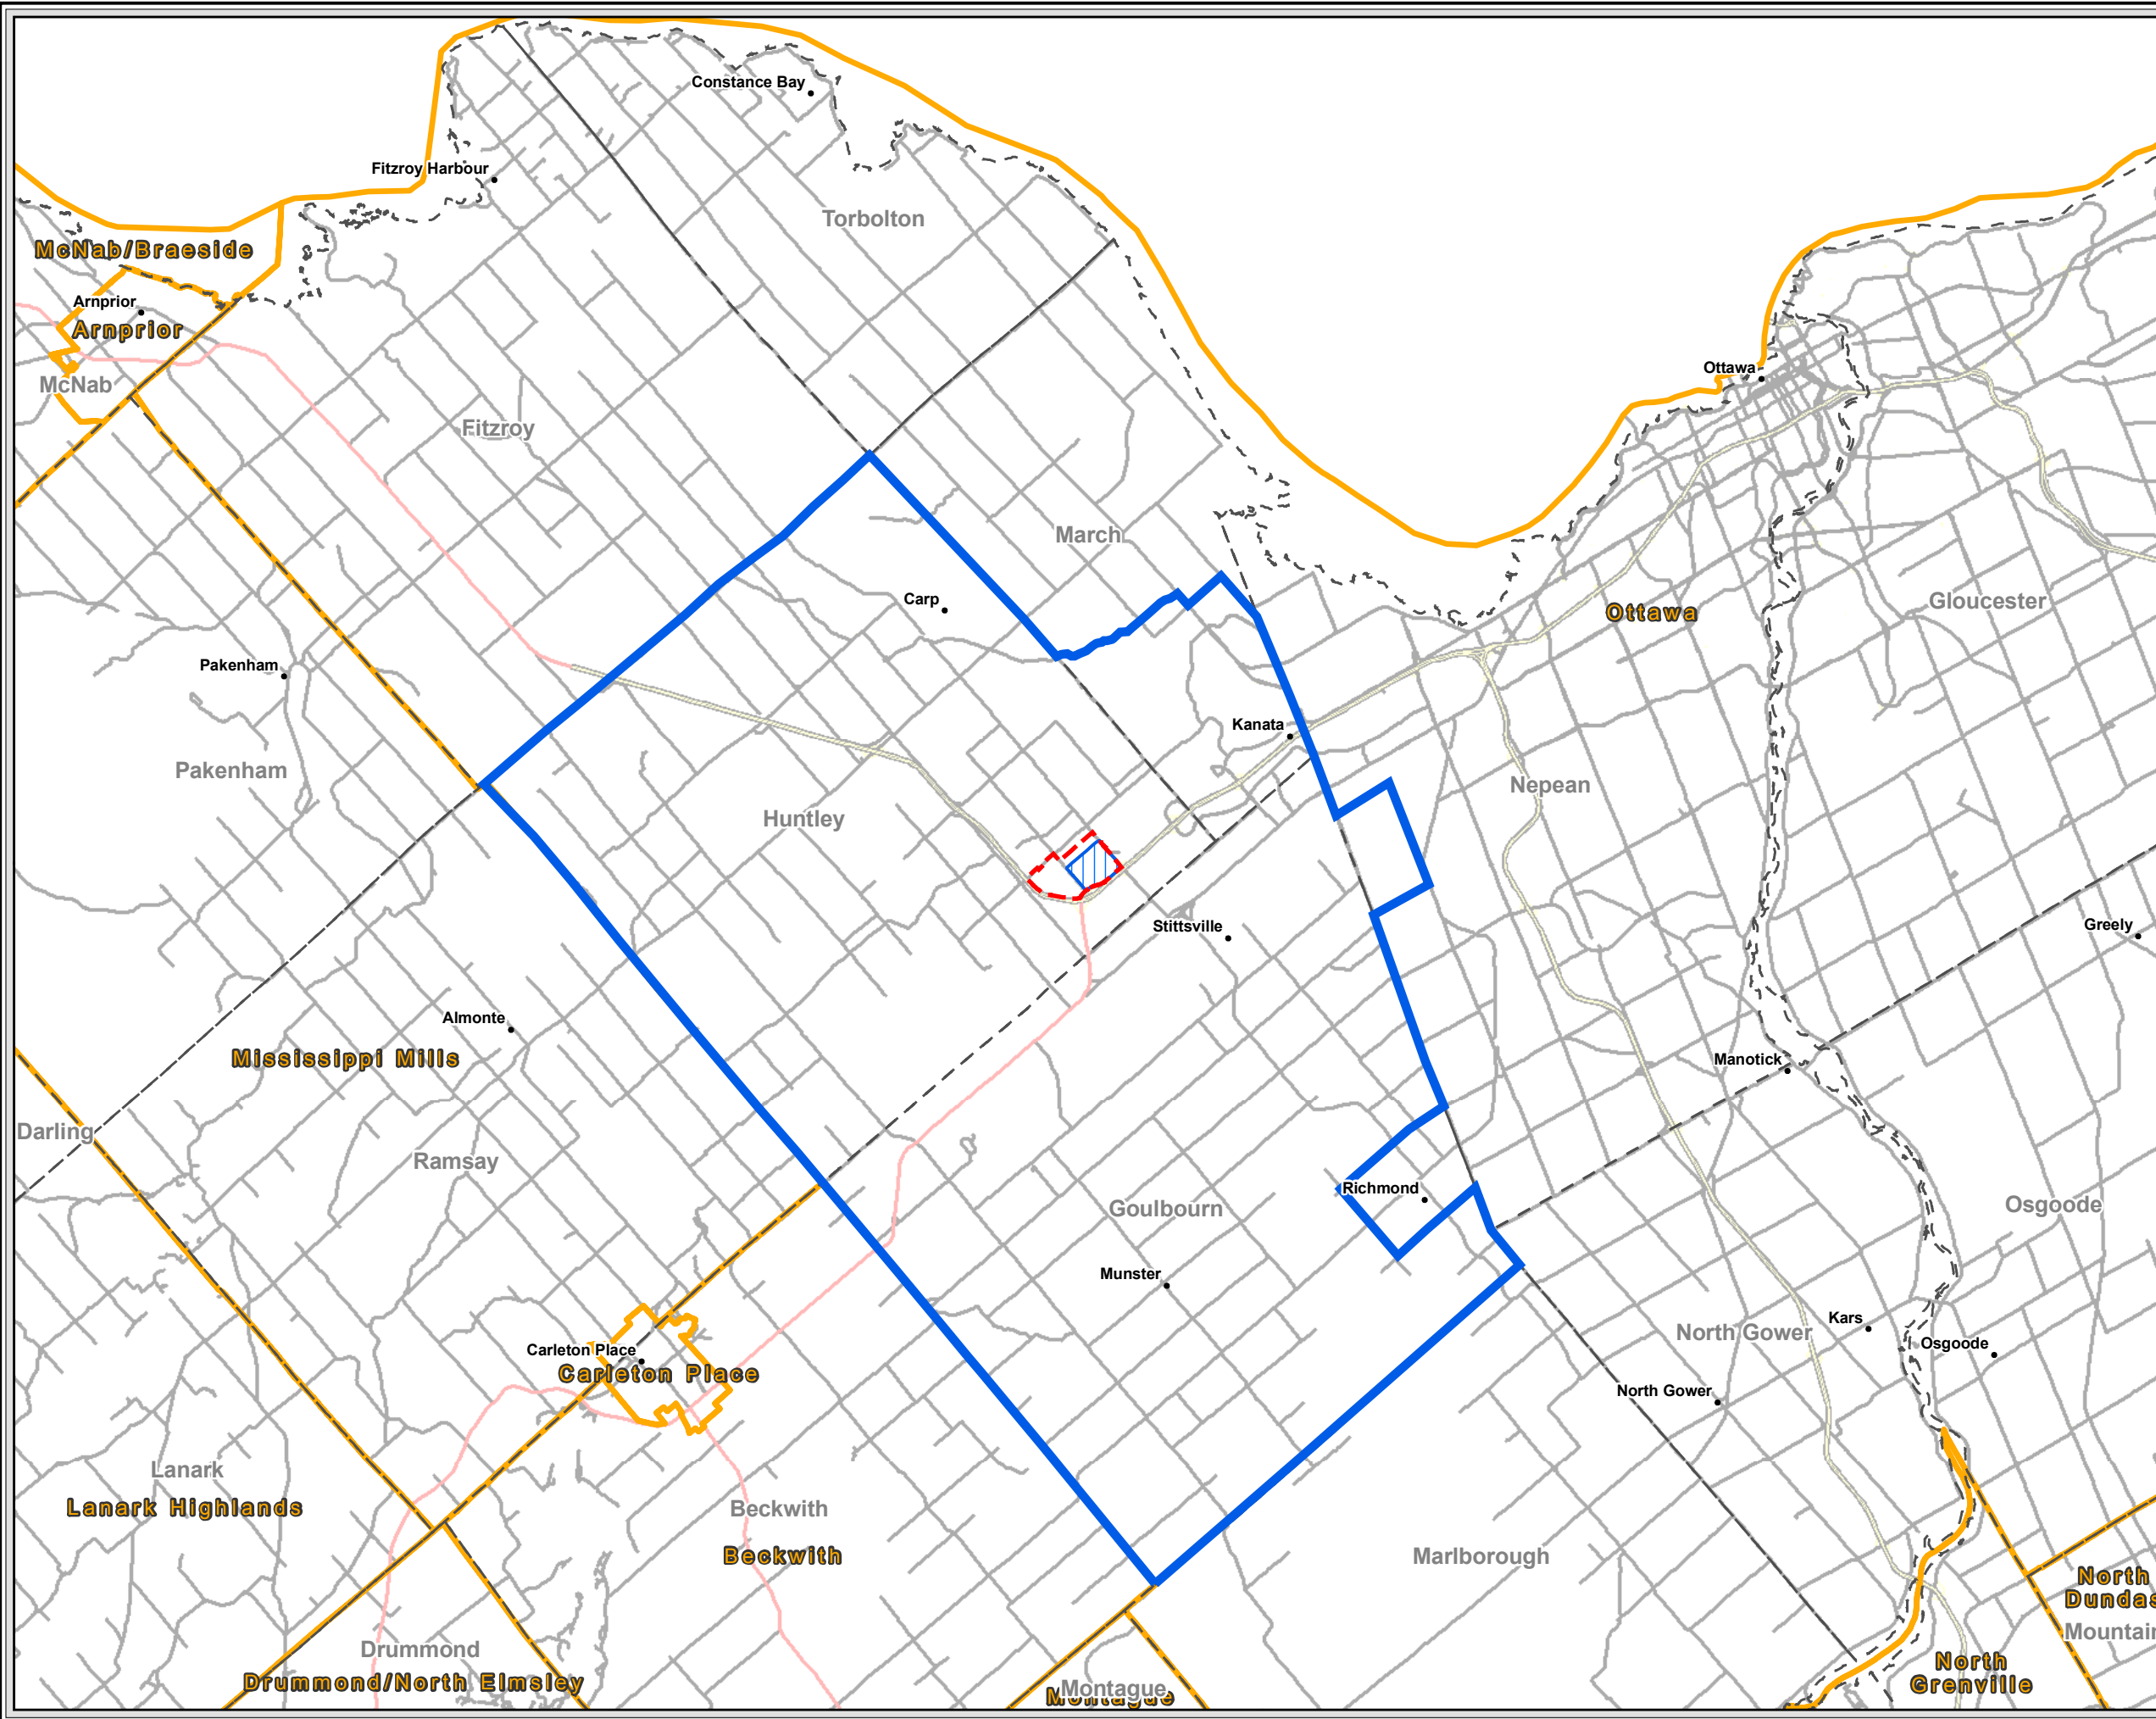 Constance Bay
Fitzroy Harbour
Torbolton
McNab/Braeside
Arnprior
Arnprior
Ottawa
McNab
Fitzroy
March
Carp
Gloucester
Ottawa
Pakenham
Kanata
Pakenham
Nepean
Huntley
Stittsville
Greely
Almonte
Mississippi Mills
Manotick
Darling
Ramsay
Richmond
Goulbourn
Osgoode
Munster
Kars
North Gower
Osgoode
Carleton Place
Carleton Place
North Gower
Lanark
Lanark Highlands
Beckwith
Beckwith
Marlborough
North
Dundas
Mountain
Drummond
Drummond/North Elmsley
North
Grenville
Montague
Montague